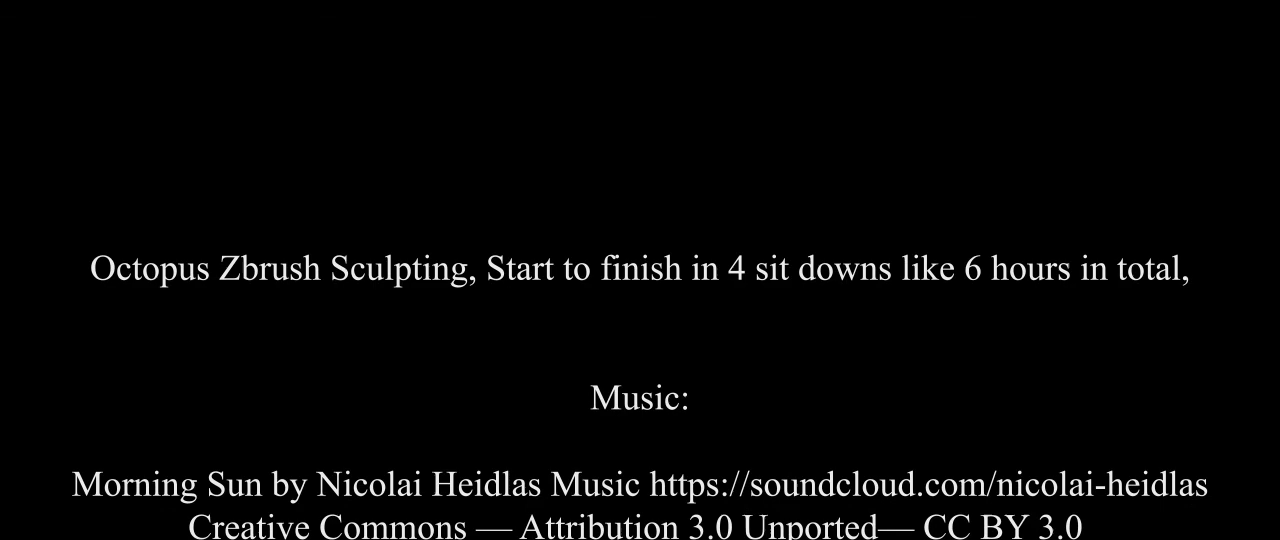 Octopus Zbrush Sculpting, Start to finish in 4 sit downs like 6 hours in total,
Music:
Morning Sun by Nicolai Heidlas Music https://soundcloud.com/nicolai-heidlas
Creative Commons — Attribution 3.0 Unported— CC BY 3.0